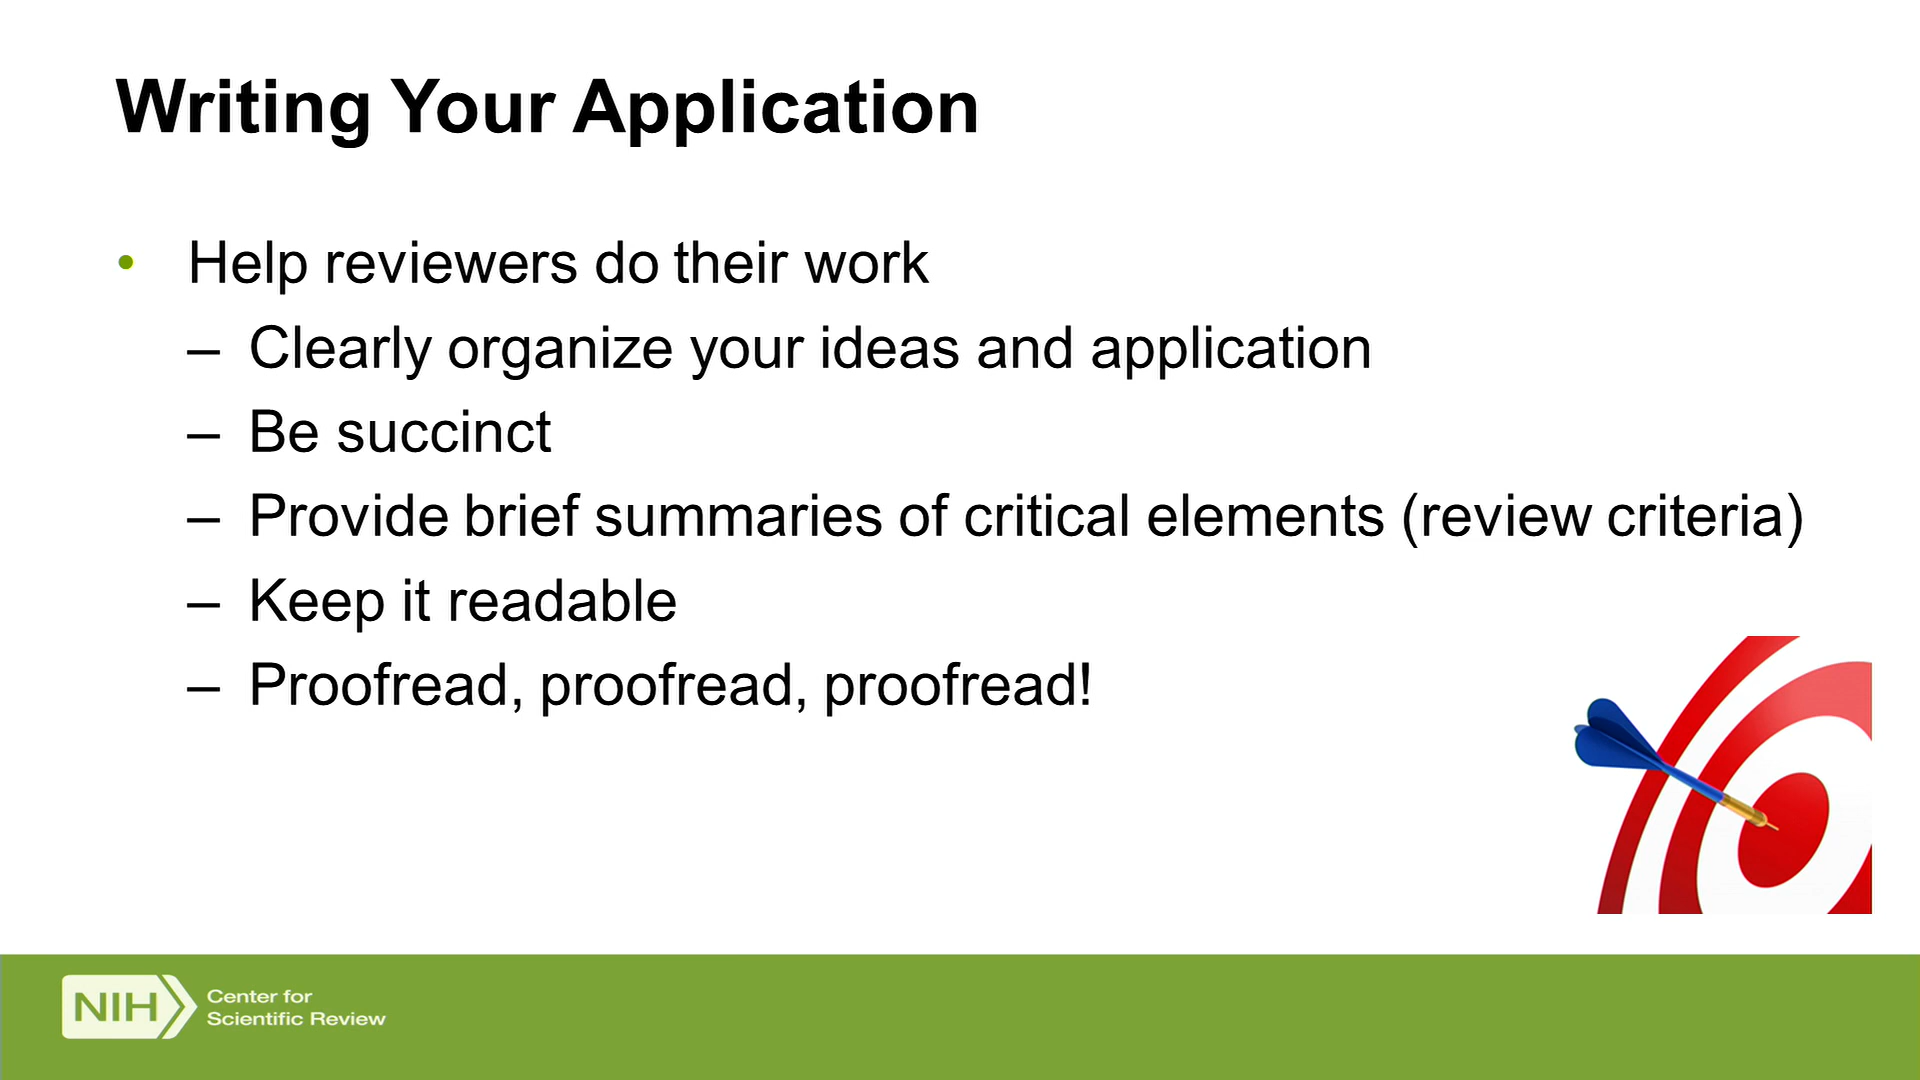 Writing Your Application
• Help reviewers do their work
– Clearly organize your ideas and application
– Be succinct
– Provide brief summaries of critical elements (review criteria)
– Keep it readable
– Proofread, proofread, proofread!
NIH
Center for
Scientific Review